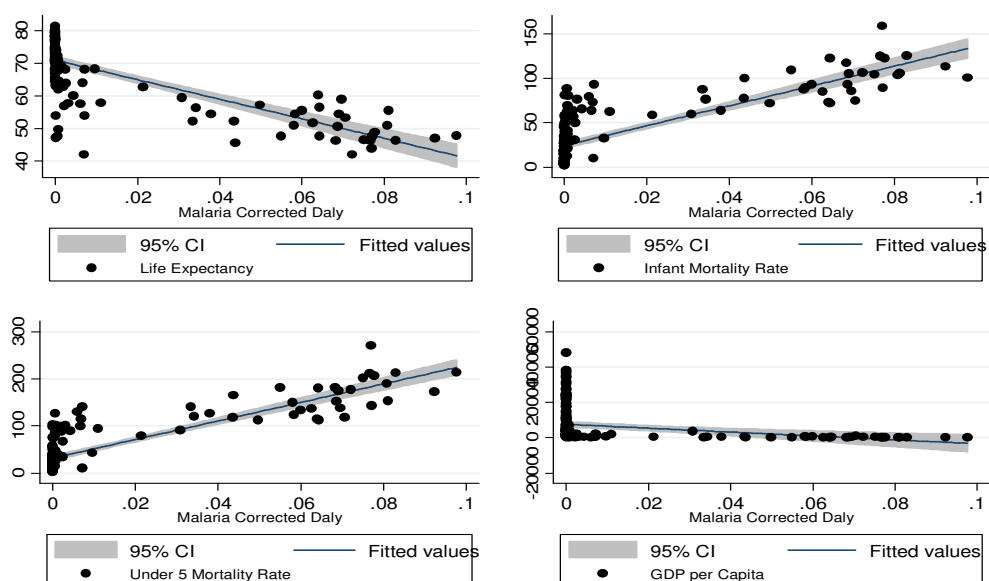 80
70
60
50
40
0 .02 .04 .06 .08 .1
Malaria Corrected Daly
95% CI Fitted values
Life Expectancy
150
100
50
0
0 .02 .04 .06 .08 .1
Malaria Corrected Daly
95% CI Fitted values
Infant Mortality Rate
300
200
100
0
0 .02 .04 .06 .08 .1
Malaria Corrected Daly
95% CI Fitted values
Under 5 Mortality Rate
60000
40000
20000
0
-20000
0 .02 .04 .06 .08 .1
Malaria Corrected Daly
95% CI Fitted values
GDP per Capita